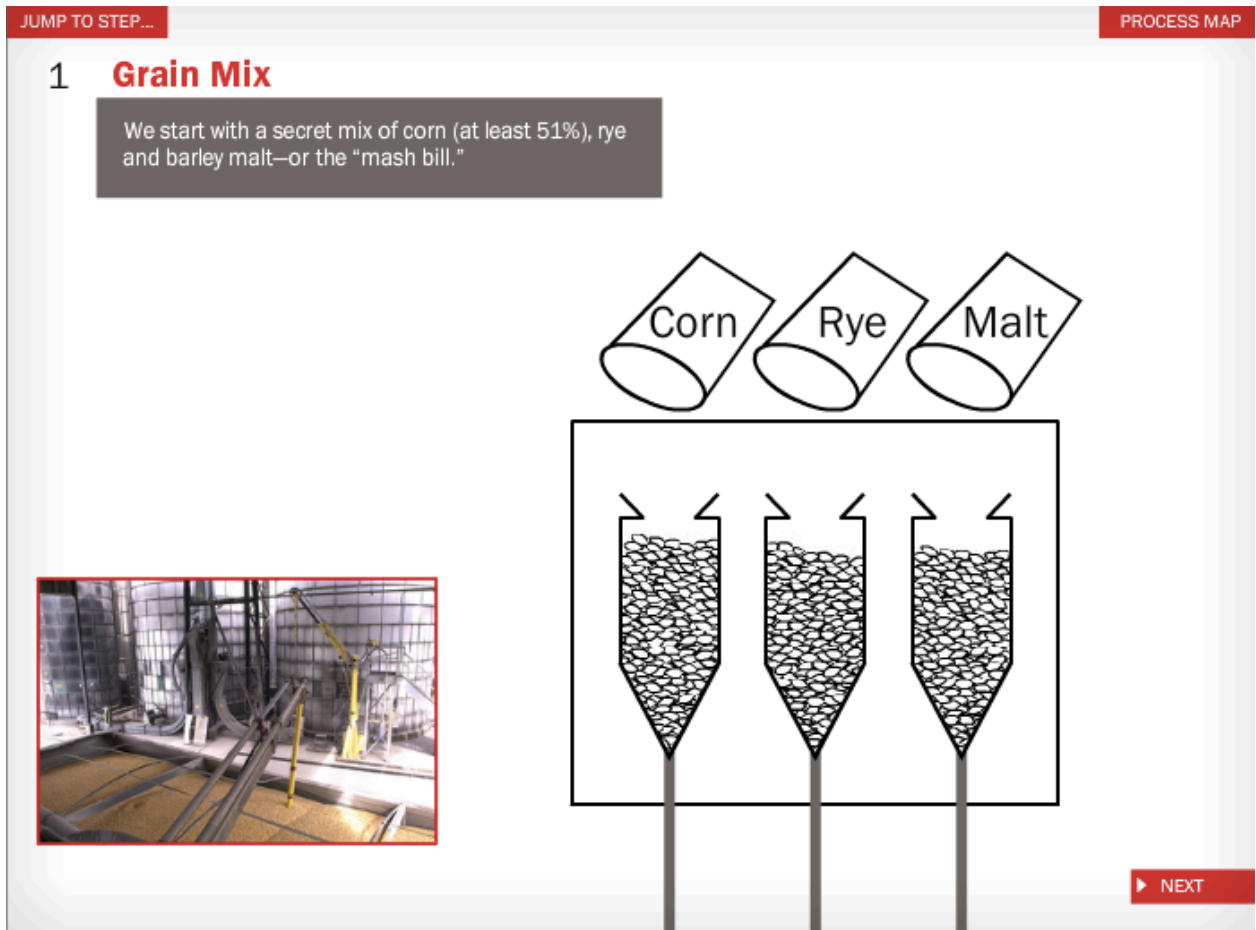 JUMP TO STEP...
PROCESS MAP
1 Grain Mix
We start with a secret mix of corn (at least 51%), rye
and barley malt—or the “mash bill.”
Corn Rye Malt
NEXT